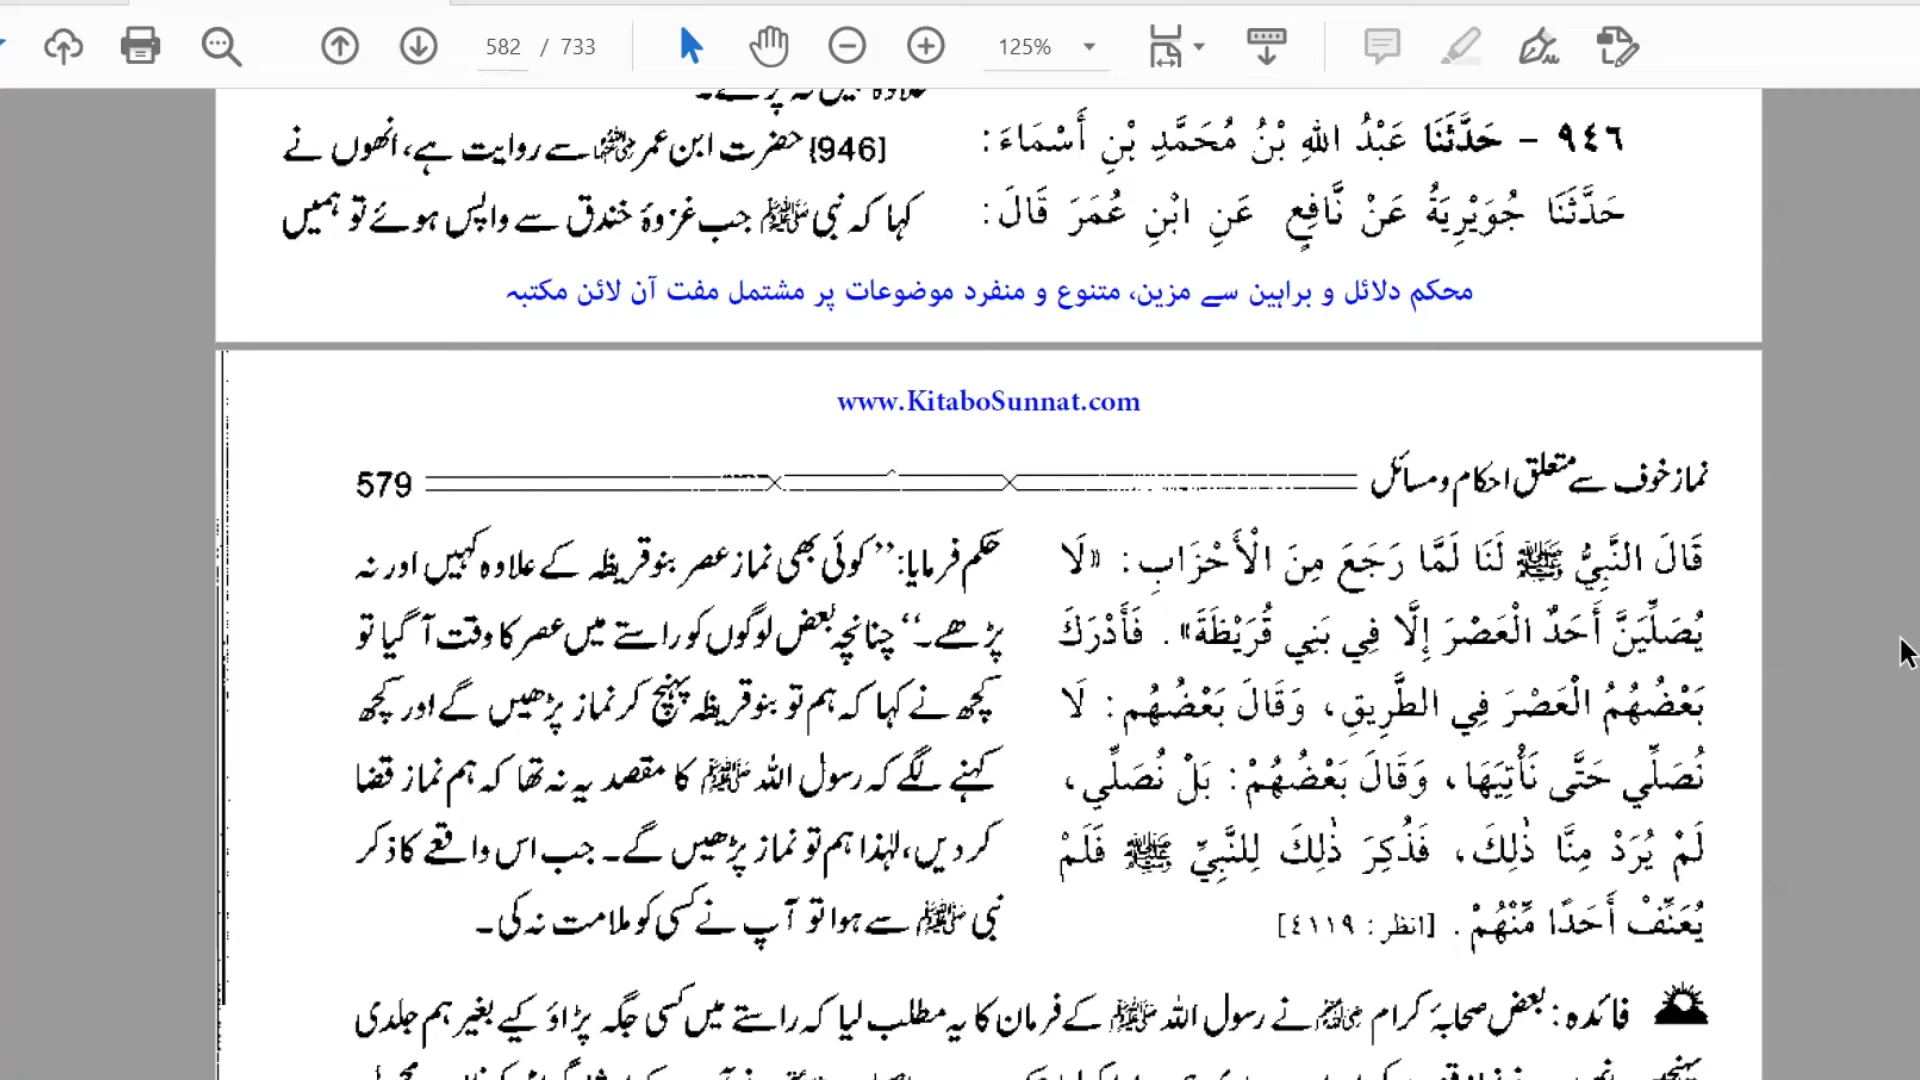 582 / 733
125%
٩٤٦ - حَدَّثَنَا عَبْدُ اللهِ بْنُ مُحَمَّدِ بْنِ أَسْمَاءَ:
حَدَّثَنَا جُوَيْرِيَةُ عَنْ نَّافِعٍ عَنِ ابْنِ عُمَرَ قَالَ:
[946] حضرت ابن عمر ؓ سے روایت ہے، انھوں نے
کہا کہ نبی ﷺ جب غزوۂ خندق سے واپس ہوئے تو ہمیں
محکم دلائل و براہین سے مزین، متنوع و منفرد موضوعات پر مشتمل مفت آن لائن مکتبہ
www.KitaboSunnat.com
نماز خوف سے متعلق احکام و مسائل
579
قَالَ النَّبِيُّ ﷺ لَنَا لَمَّا رَجَعَ مِنَ الْأَحْزَابِ: «لَا
يُصَلِّيَنَّ أَحَدٌ الْعَصْرَ إِلَّا فِي بَنِي قُرَيْظَةَ». فَأَدْرَكَ
بَعْضُهُمُ الْعَصْرَ فِي الطَّرِيقِ، وَقَالَ بَعْضُهُم: لَا
نُصَلِّي حَتَّى نَأْتِيَهَا، وَقَالَ بَعْضُهُمْ: بَلْ نُصَلِّي،
لَمْ يُرَدْ مِنَّا ذٰلِكَ، فَذُكِرَ ذٰلِكَ لِلنَّبِيِّ ﷺ فَلَمْ
يُعَنِّفْ أَحَدًا مِّنْهُمْ. [انظر: ٤١١٩]
حکم فرمایا: ’’کوئی بھی نماز عصر بنو قریظہ کے علاوہ کہیں اور نہ
پڑھے۔‘‘ چنانچہ بعض لوگوں کو راستے میں عصر کا وقت آ گیا تو
کچھ نے کہا کہ ہم تو بنو قریظہ پہنچ کر نماز پڑھیں گے اور کچھ
کہنے لگے کہ رسول اللہ ﷺ کا مقصد یہ نہ تھا کہ ہم نماز قضا
کر دیں، لہٰذا ہم تو نماز پڑھیں گے۔ جب اس واقعے کا ذکر
نبی ﷺ سے ہوا تو آپ نے کسی کو ملامت نہ کی۔
فائدہ: بعض صحابۂ کرام ؓ نے رسول اللہ ﷺ کے فرمان کا یہ مطلب لیا کہ راستے میں کسی جگہ پڑاؤ کیے بغیر ہم جلدی